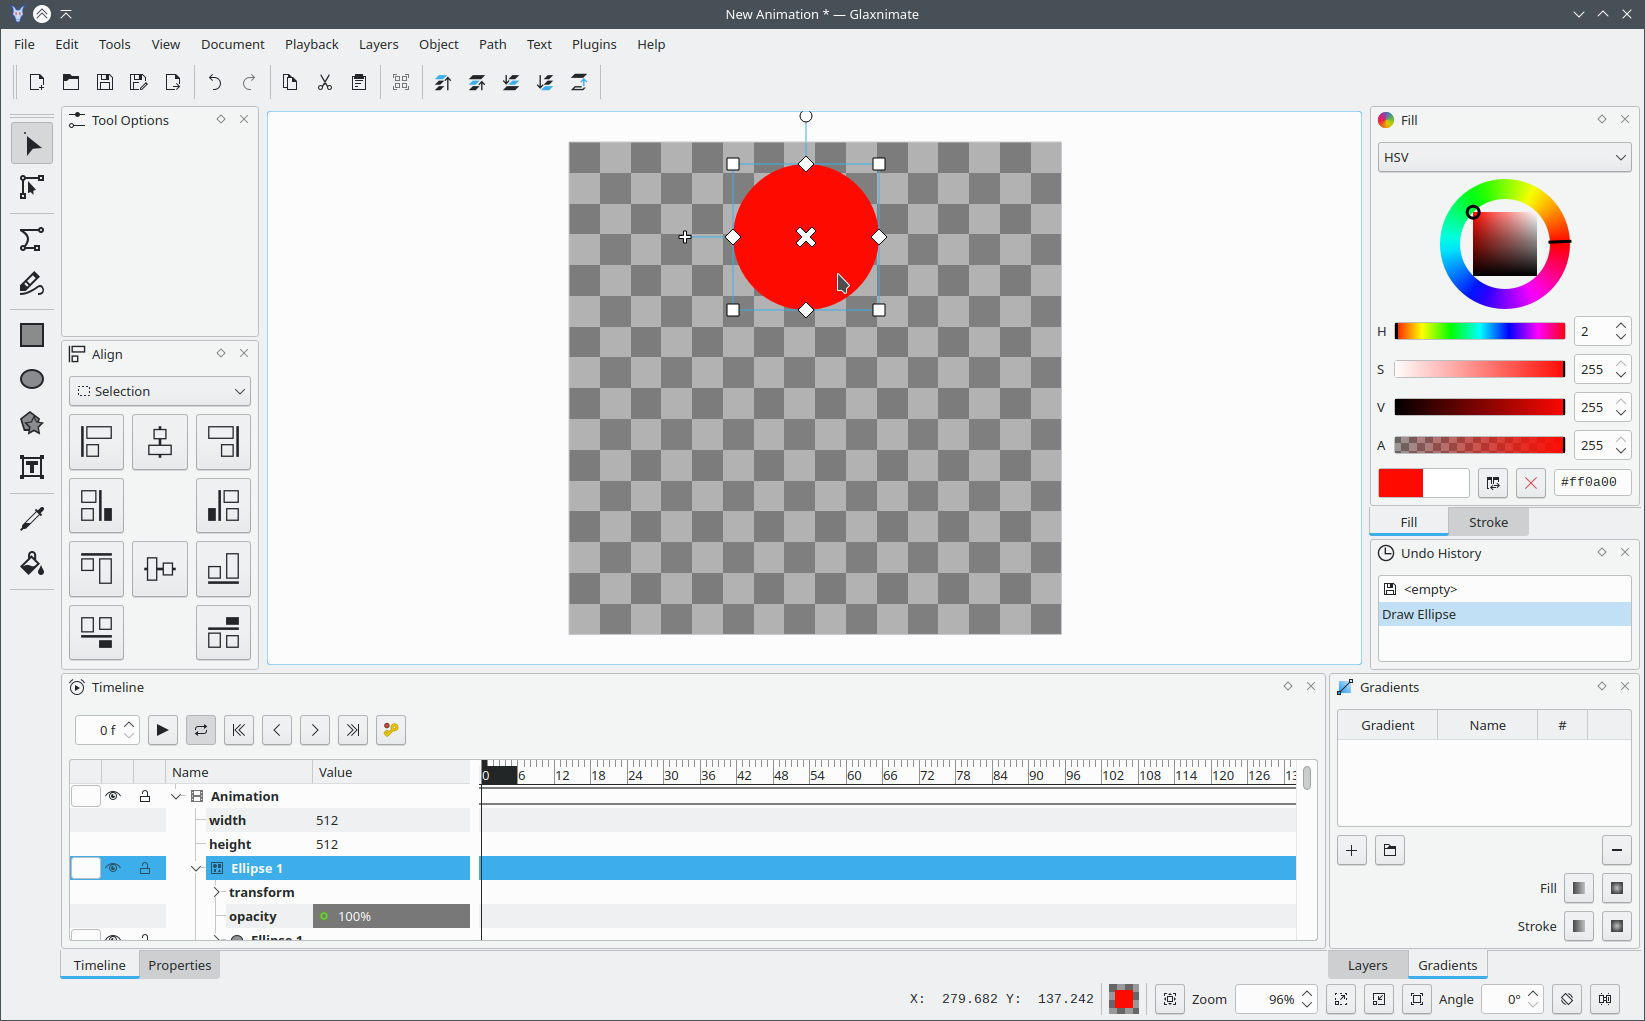 New Animation * — Glaxnimate
File Edit Tools View Document Playback Layers Object Path Text Plugins Help
Tool Options
Fill
HSV
H 2
S 255
V 255
A 255
#ff0a00
Fill Stroke
Align
Selection
Undo History
<empty>
Draw Ellipse
Timeline
0 f
Name Value
0 6 12 18 24 30 36 42 48 54 60 66 72 78 84 90 96 102 108 114 120 126
Animation
width 512
height 512
Ellipse 1
transform
opacity 100%
Ellipse 1
Gradients
Gradient Name #
Fill
Stroke
Timeline Properties
Layers Gradients
X: 279.682 Y: 137.242 Zoom 96% Angle 0°